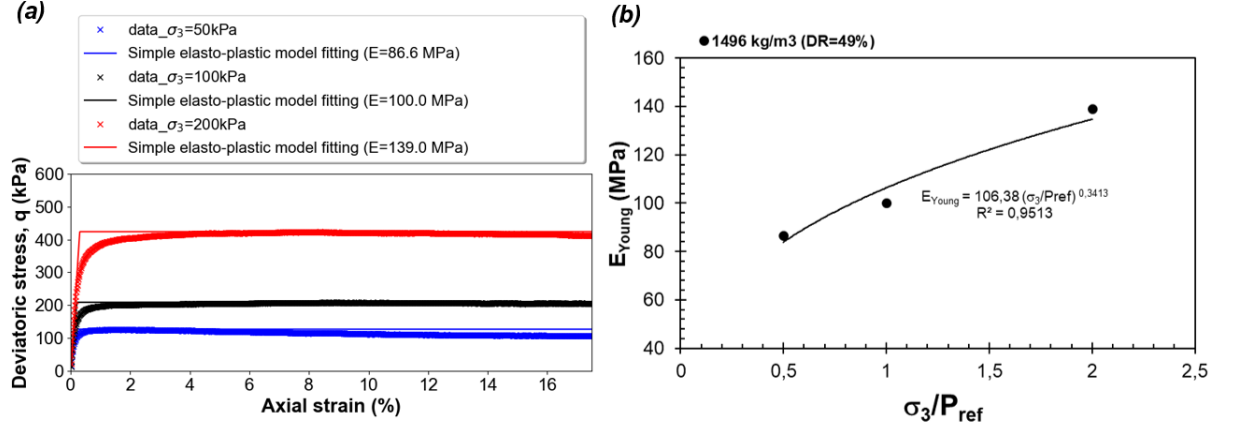 (a)
data_σ₃=50kPa
Simple elasto-plastic model fitting (E=86.6 MPa)
data_σ₃=100kPa
Simple elasto-plastic model fitting (E=100.0 MPa)
data_σ₃=200kPa
Simple elasto-plastic model fitting (E=139.0 MPa)
Deviatoric stress, q (kPa)
600
500
400
300
200
100
0
0 2 4 6 8 10 12 14 16
Axial strain (%)
(b)
1496 kg/m3 (DR=49%)
E_Young (MPa)
160
140
120
100
80
60
40
E_Young = 106,38 (σ₃/Pref) ^0,3413
R² = 0,9513
0 0,5 1 1,5 2 2,5
σ₃/P_ref